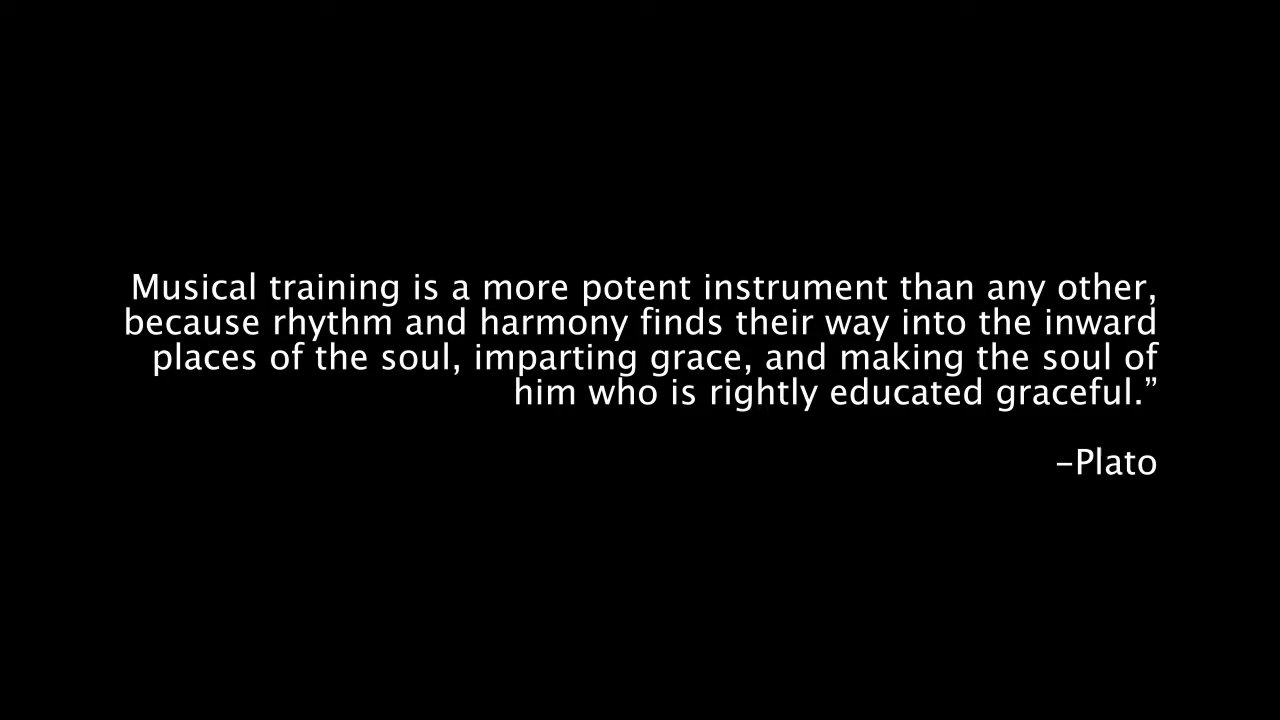 Musical training is a more potent instrument than any other,
because rhythm and harmony finds their way into the inward
places of the soul, imparting grace, and making the soul of
him who is rightly educated graceful.”
–Plato